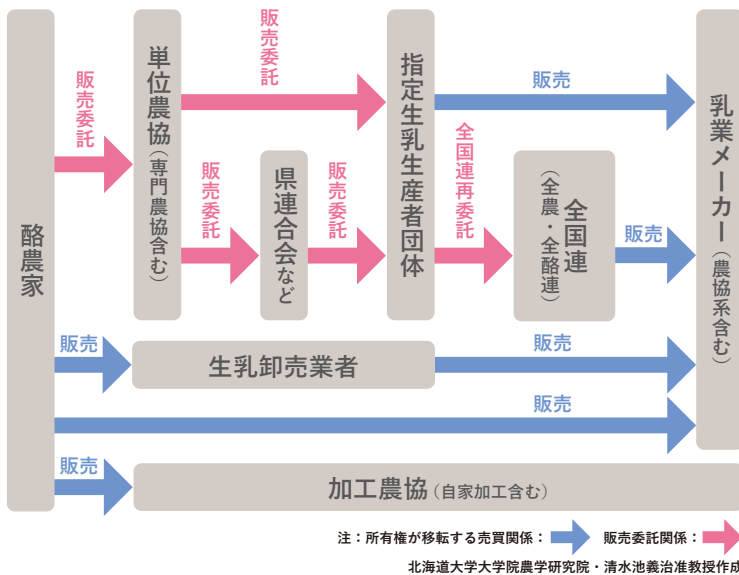 酪農家
販売委託
単位農協（専門農協含む）
販売委託
販売委託
県連合会など
販売委託
指定生乳生産者団体
販売
全国連再委託
全国連
（全農・全酪連）
販売
乳業メーカー（農協系含む）
販売
生乳卸売業者
販売
販売
販売
加工農協（自家加工含む）
注：所有権が移転する売買関係：
販売委託関係：
北海道大学大学院農学研究院・清水池義治准教授作成